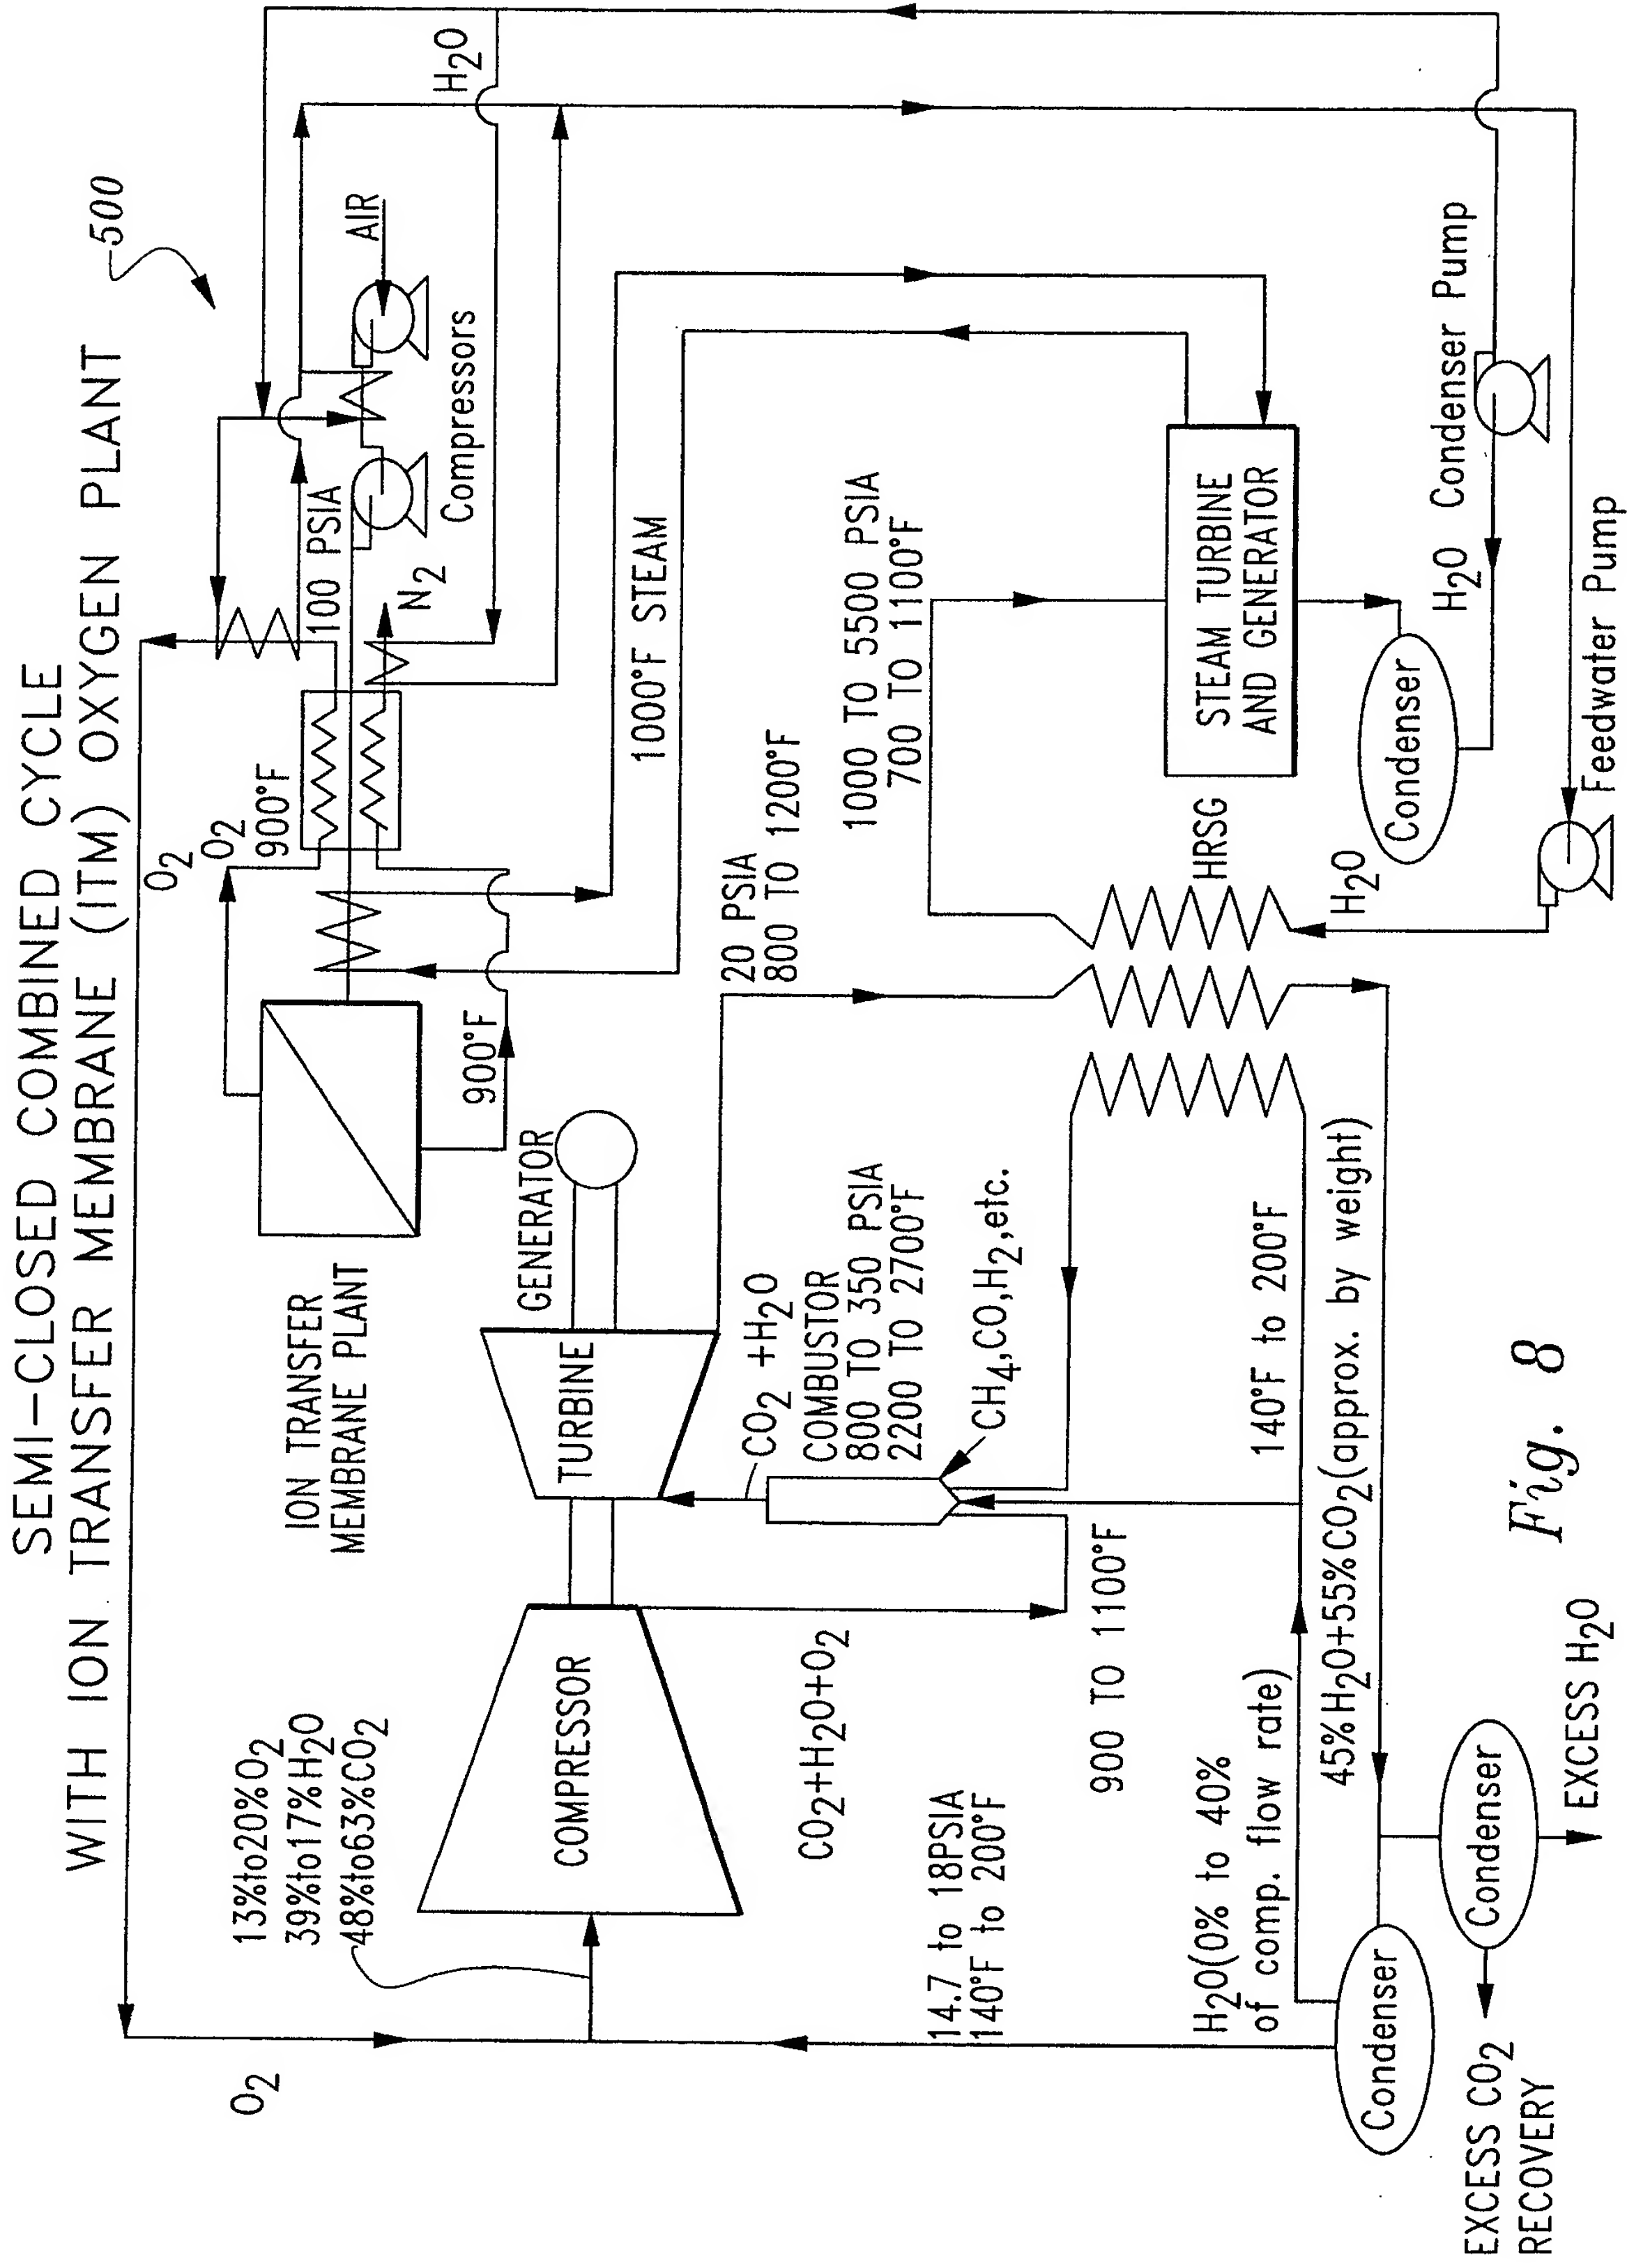 SEMI-CLOSED COMBINED CYCLE
WITH ION TRANSFER MEMBRANE (ITM) OXYGEN PLANT
500
O2
O2
O2
900°F
100 PSIA
AIR
H2O
Compressors
N2
900°F
1000°F STEAM
ION TRANSFER
MEMBRANE PLANT
13%to20%O2
39%to17%H2O
48%to63%CO2
COMPRESSOR
TURBINE
GENERATOR
20 PSIA
800 TO 1200°F
CO2 +H2O
COMBUSTOR
800 TO 350 PSIA
2200 TO 2700°F
CH4,CO,H2,etc.
CO2+H2O+O2
900 TO 1100°F
14.7 to 18PSIA
140°F to 200°F
1000 TO 5500 PSIA
700 TO 1100°F
STEAM TURBINE
AND GENERATOR
HRSG
H2O
Condenser
H2O Condenser Pump
Feedwater Pump
H2O(0% to 40%
of comp. flow rate)
140°F to 200°F
45%H2O+55%CO2(approx. by weight)
Condenser
Condenser
EXCESS CO2
RECOVERY
EXCESS H2O
Fig. 8